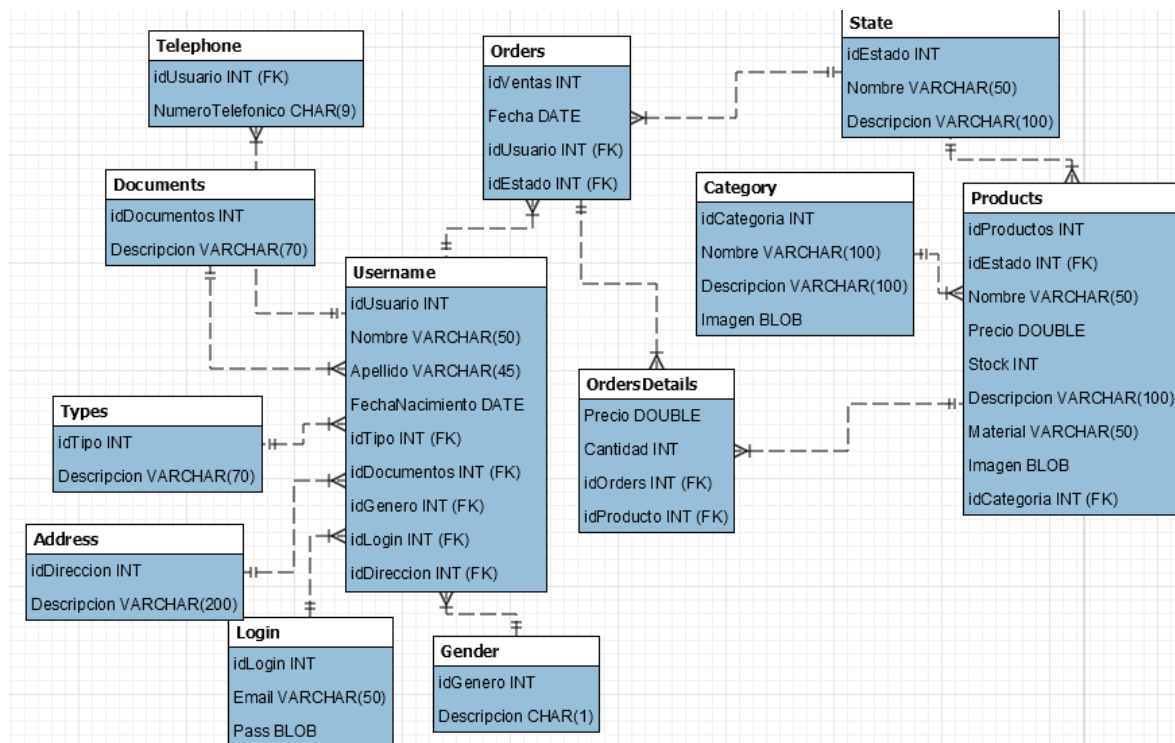 Telephone
idUsuario INT (FK)
NumeroTelefonico CHAR(9)
Orders
idVentas INT
Fecha DATE
idUsuario INT (FK)
idEstado INT (FK)
State
idEstado INT
Nombre VARCHAR(50)
Descripcion VARCHAR(100)
Documents
idDocumentos INT
Descripcion VARCHAR(70)
Category
idCategoria INT
Nombre VARCHAR(100)
Descripcion VARCHAR(100)
Imagen BLOB
Products
idProductos INT
idEstado INT (FK)
Nombre VARCHAR(50)
Precio DOUBLE
Stock INT
Descripcion VARCHAR(100)
Material VARCHAR(50)
Imagen BLOB
idCategoria INT (FK)
Username
idUsuario INT
Nombre VARCHAR(50)
Apellido VARCHAR(45)
FechaNacimiento DATE
idTipo INT (FK)
idDocumentos INT (FK)
idGenero INT (FK)
idLogin INT (FK)
idDireccion INT (FK)
OrdersDetails
Precio DOUBLE
Cantidad INT
idOrders INT (FK)
idProducto INT (FK)
Types
idTipo INT
Descripcion VARCHAR(70)
Address
idDireccion INT
Descripcion VARCHAR(200)
Login
idLogin INT
Email VARCHAR(50)
Pass BLOB
Gender
idGenero INT
Descripcion CHAR(1)